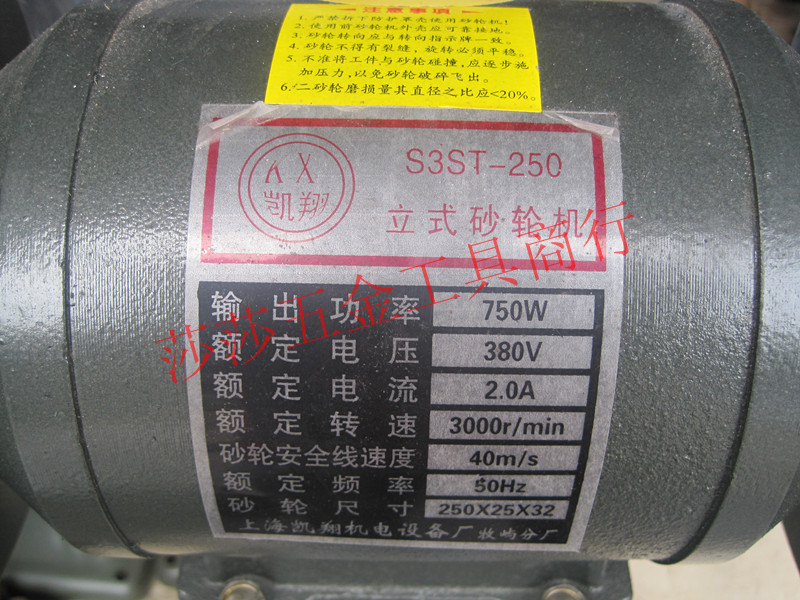 注意事项
1. 严禁拆下防护罩壳使用砂轮机!
2. 使用前砂轮机外壳应可靠接地。
3. 砂轮转向应与转向指示牌一致。
4. 砂轮不得有裂缝，旋转必须平稳。
5. 不准将工件与砂轮碰撞，应逐步施
加压力，以免砂轮破碎飞出。
6. 二砂轮磨损量其直径之比应<20%。
KX
凯翔
S3ST-250
立式砂轮机
莎莎五金工具商行
输出功率 750W
额定电压 380V
额定电流 2.0A
额定转速 3000r/min
砂轮安全线速度 40m/s
额定频率 50Hz
砂轮尺寸 250X25X32
上海凯翔机电设备厂 牧屿分厂